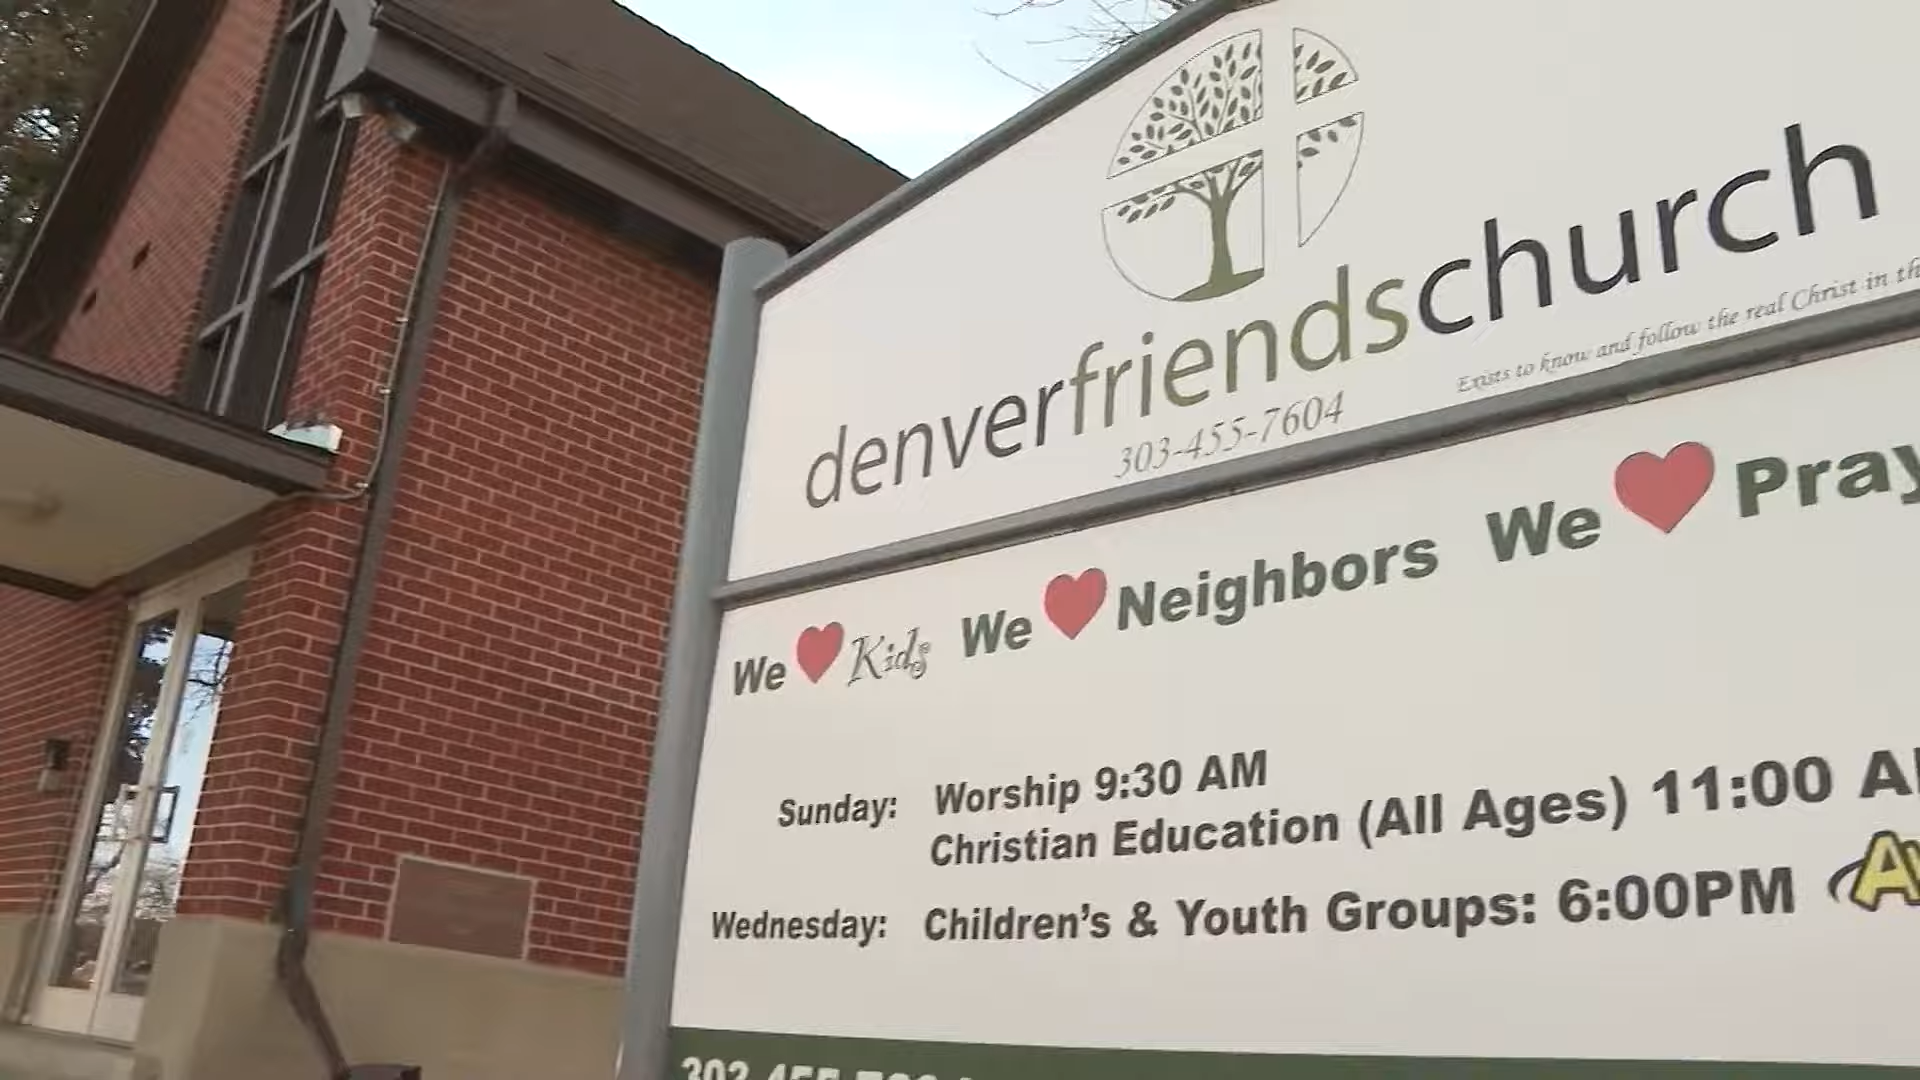 denverfriendschurch
303-455-7604
Exists to know and follow the real Christ in
We Kids We Neighbors We Pray
Sunday: Worship 9:30 AM
Christian Education (All Ages) 11:00
Wednesday: Children's & Youth Groups: 6:00PM